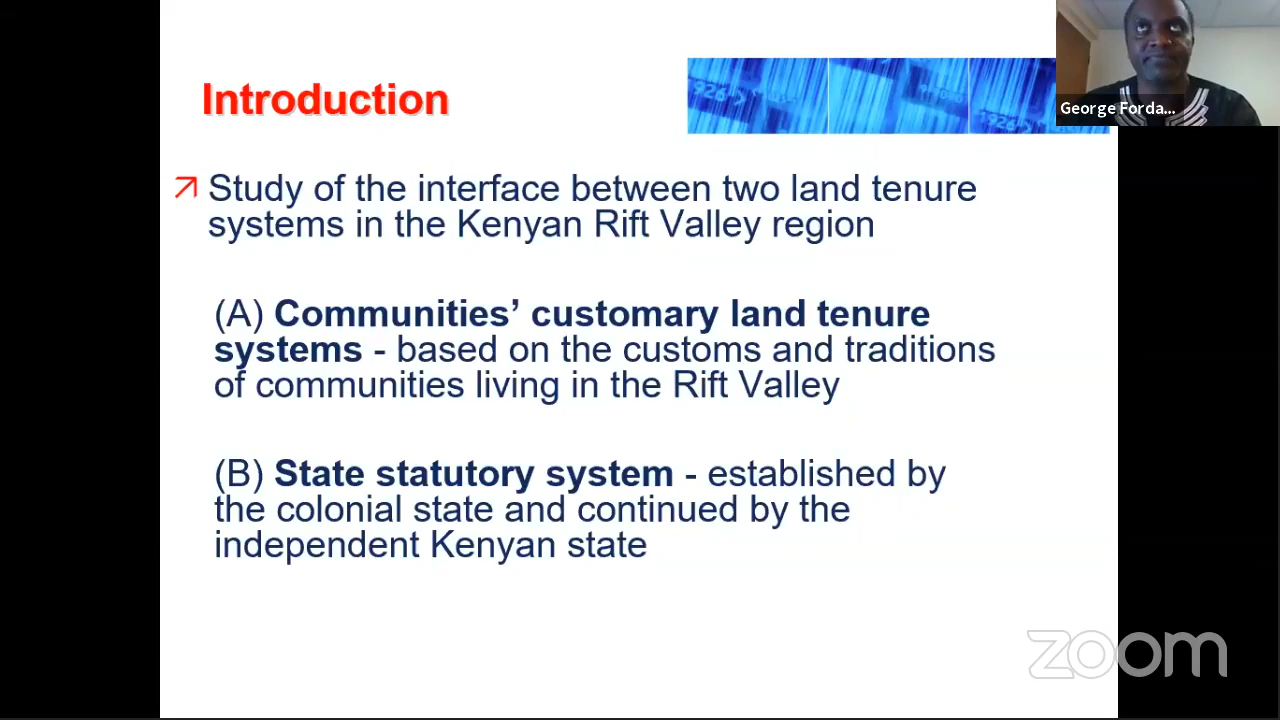 Introduction
George Forda...
Study of the interface between two land tenure
systems in the Kenyan Rift Valley region
(A) Communities’ customary land tenure
systems - based on the customs and traditions
of communities living in the Rift Valley
(B) State statutory system - established by
the colonial state and continued by the
independent Kenyan state
zoom